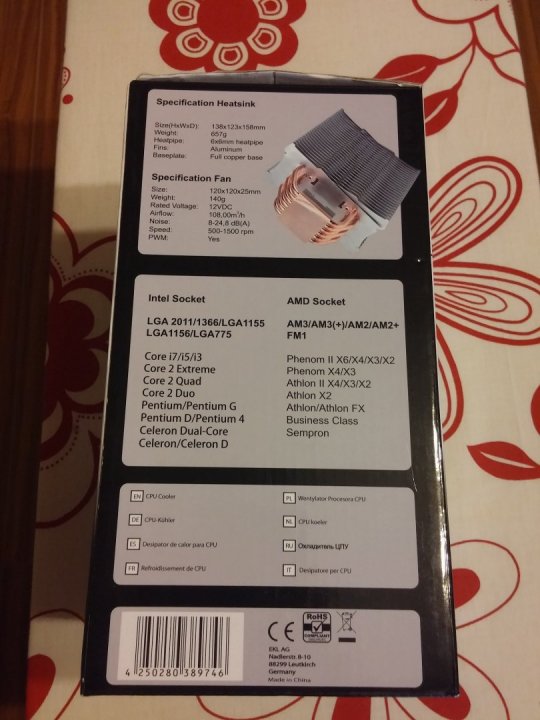 Specification Heatsink
Size(HxWxD): 138x123x158mm
Weight: 657g
Heatpipe: 6x6mm heatpipe
Fins: Aluminum
Baseplate: Full copper base
Specification Fan
Size: 120x120x25mm
Weight: 140g
Rated Voltage: 12VDC
Airflow: 108,00m³/h
Noise: 8-24,8 dB(A)
Speed: 500-1500 rpm
PWM: Yes
Intel Socket
LGA 2011/1366/LGA1155
LGA1156/LGA775
Core i7/i5/i3
Core 2 Extreme
Core 2 Quad
Core 2 Duo
Pentium/Pentium G
Pentium D/Pentium 4
Celeron Dual-Core
Celeron/Celeron D
AMD Socket
AM3/AM3(+)/AM2/AM2+
FM1
Phenom II X6/X4/X3/X2
Phenom X4/X3
Athlon II X4/X3/X2
Athlon X2
Athlon/Athlon FX
Business Class
Sempron
EN CPU Cooler
DE CPU-Kühler
ES Desipator de calor para CPU
FR Refroidissement de CPU
PL Wentylator Procesora CPU
NL CPU koeler
RU Охладитель ЦПУ
IT Desipatore per CPU
4 250280 389746
CE
RoHS
COMPLIANT
EKL AG
Nadlerstr. 8-10
88299 Leutkirch
Germany
Made in China